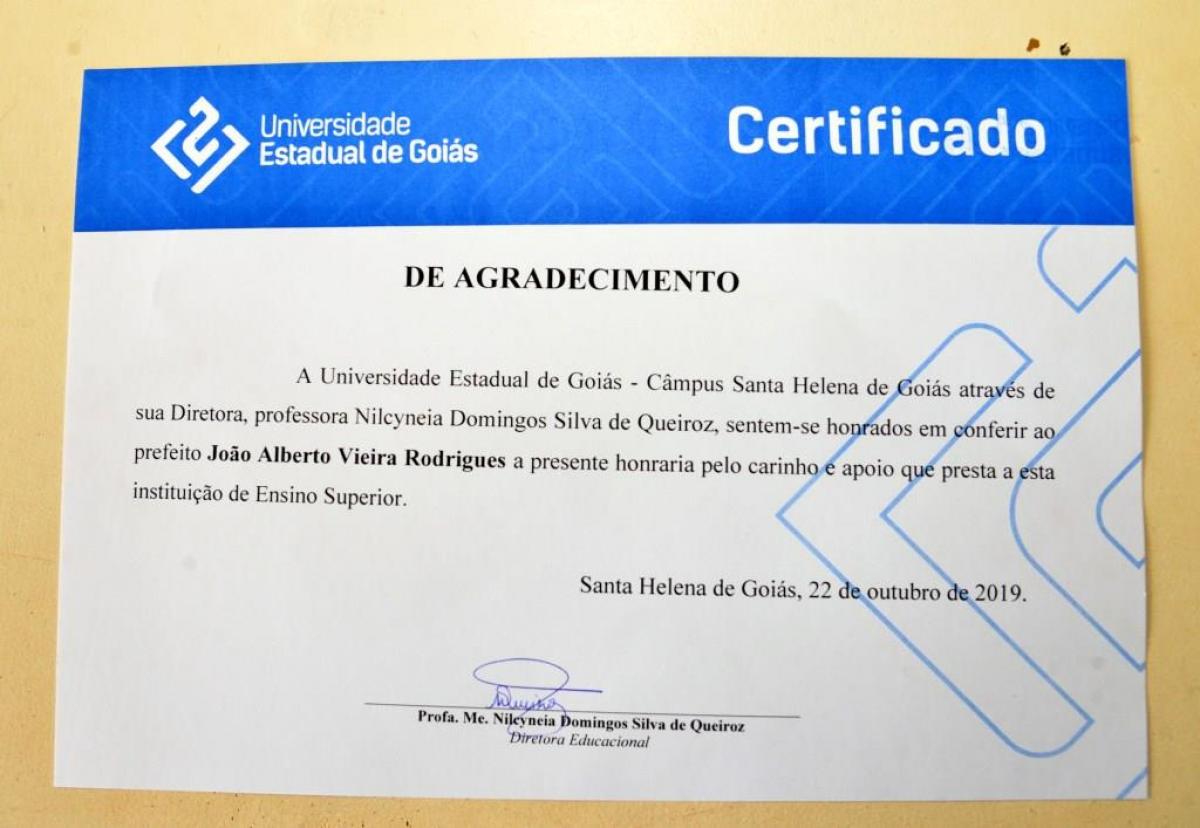 Universidade
Estadual de Goiás
Certificado
DE AGRADECIMENTO
A Universidade Estadual de Goiás - Câmpus Santa Helena de Goiás através de
sua Diretora, professora Nilcyneia Domingos Silva de Queiroz, sentem-se honrados em conferir ao
prefeito João Alberto Vieira Rodrigues a presente honraria pelo carinho e apoio que presta a esta
instituição de Ensino Superior.
Santa Helena de Goiás, 22 de outubro de 2019.
Profa. Me. Nilcyneia Domingos Silva de Queiroz
Diretora Educacional